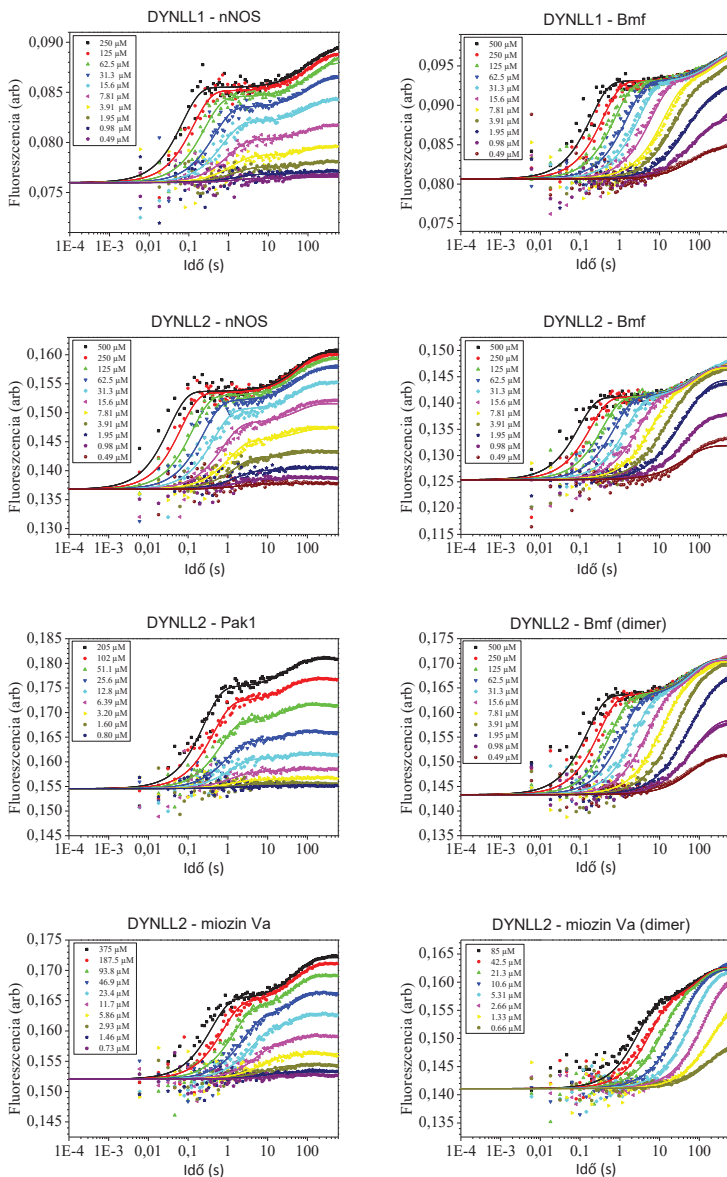 DYNLL1 - nNOS
Fluoreszcencia (arb)
0,090
0,085
0,080
0,075
250 µM
125 µM
62.5 µM
31.3 µM
15.6 µM
7.81 µM
3.91 µM
1.95 µM
0.98 µM
0.49 µM
1E-4 1E-3 0,01 0,1 1 10 100
Idő (s)
DYNLL1 - Bmf
Fluoreszcencia (arb)
0,095
0,090
0,085
0,080
0,075
500 µM
250 µM
125 µM
62.5 µM
31.3 µM
15.6 µM
7.81 µM
3.91 µM
1.95 µM
0.98 µM
0.49 µM
1E-4 1E-3 0,01 0,1 1 10 100
Idő (s)
DYNLL2 - nNOS
Fluoreszcencia (arb)
0,160
0,155
0,150
0,145
0,140
0,135
0,130
500 µM
250 µM
125 µM
62.5 µM
31.3 µM
15.6 µM
7.81 µM
3.91 µM
1.95 µM
0.98 µM
0.49 µM
1E-4 1E-3 0,01 0,1 1 10 100
Idő (s)
DYNLL2 - Bmf
Fluoreszcencia (arb)
0,150
0,145
0,140
0,135
0,130
0,125
0,120
0,115
500 µM
250 µM
125 µM
62.5 µM
31.3 µM
15.6 µM
7.81 µM
3.91 µM
1.95 µM
0.98 µM
0.49 µM
1E-4 1E-3 0,01 0,1 1 10 100
Idő (s)
DYNLL2 - Pak1
Fluoreszcencia (arb)
0,185
0,180
0,175
0,170
0,165
0,160
0,155
0,150
0,145
205 µM
102 µM
51.1 µM
25.6 µM
12.8 µM
6.39 µM
3.20 µM
1.60 µM
0.80 µM
1E-4 1E-3 0,01 0,1 1 10 100
Idő (s)
DYNLL2 - Bmf (dimer)
Fluoreszcencia (arb)
0,175
0,170
0,165
0,160
0,155
0,150
0,145
0,140
0,135
500 µM
250 µM
125 µM
62.5 µM
31.3 µM
15.6 µM
7.81 µM
3.91 µM
1.95 µM
0.98 µM
0.49 µM
1E-4 1E-3 0,01 0,1 1 10 100
Idő (s)
DYNLL2 - miozin Va
Fluoreszcencia (arb)
0,175
0,170
0,165
0,160
0,155
0,150
0,145
375 µM
187.5 µM
93.8 µM
46.9 µM
23.4 µM
11.7 µM
5.86 µM
2.93 µM
1.46 µM
0.73 µM
1E-4 1E-3 0,01 0,1 1 10 100
Idő (s)
DYNLL2 - miozin Va (dimer)
Fluoreszcencia (arb)
0,165
0,160
0,155
0,150
0,145
0,140
0,135
85 µM
42.5 µM
21.3 µM
10.6 µM
5.31 µM
2.66 µM
1.33 µM
0.66 µM
1E-4 1E-3 0,01 0,1 1 10 100
Idő (s)